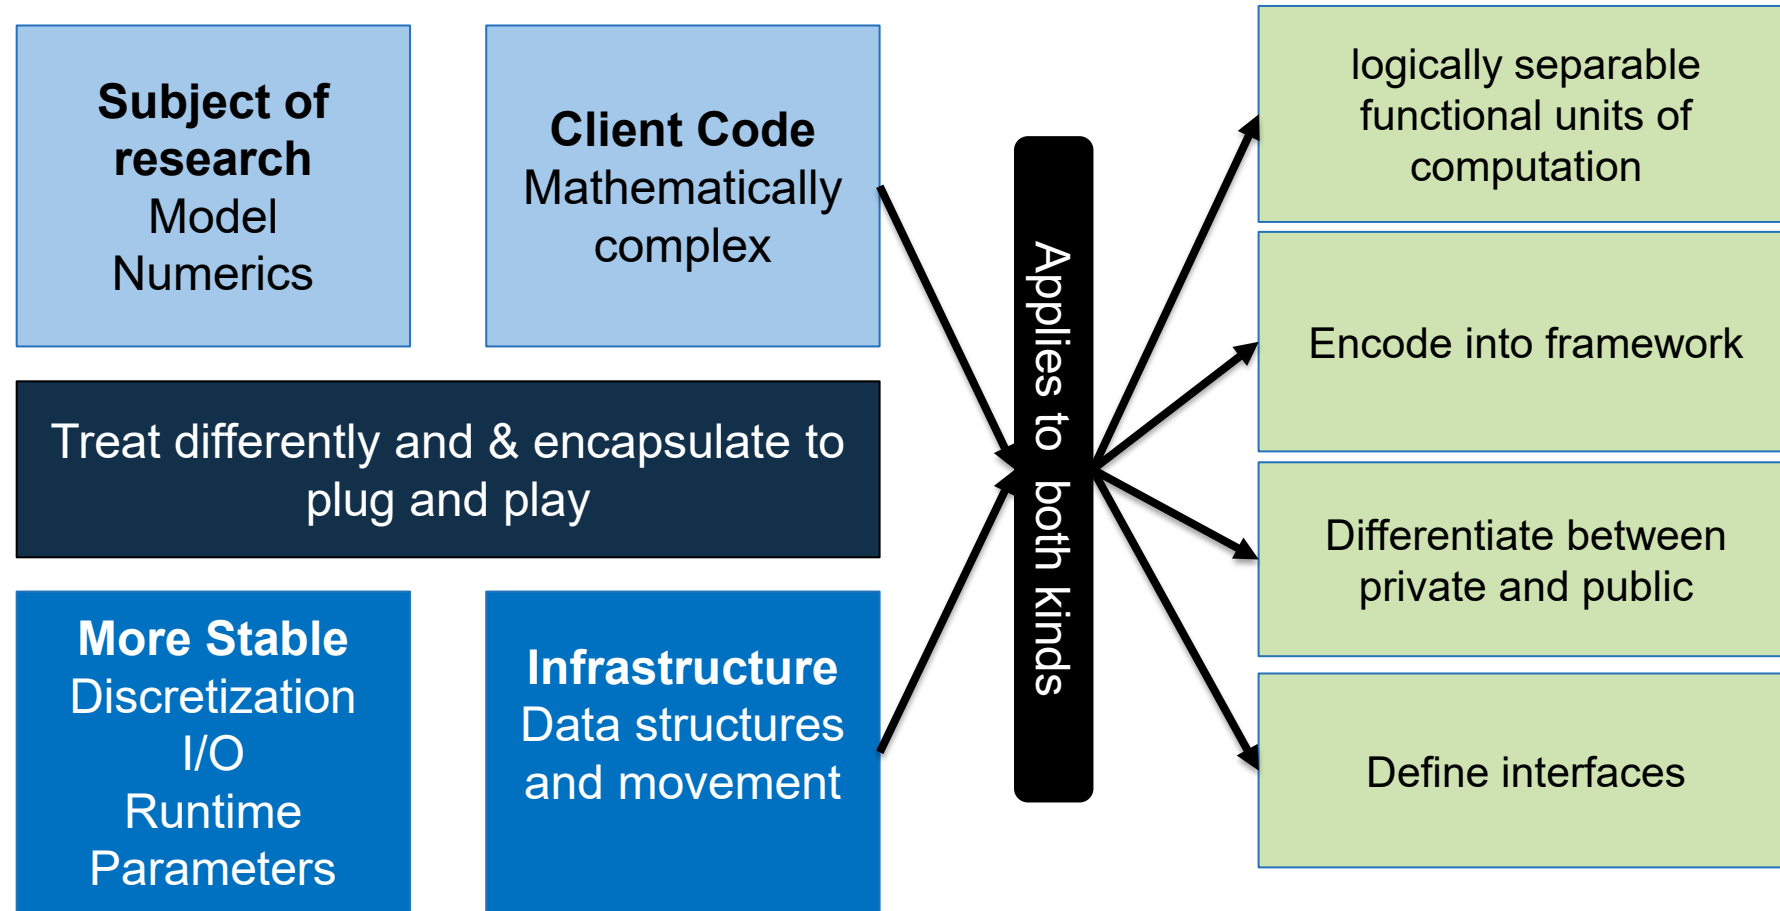 Subject of
research
Model
Numerics
Client Code
Mathematically
complex
Treat differently and & encapsulate to
plug and play
More Stable
Discretization
I/O
Runtime
Parameters
Infrastructure
Data structures
and movement
Applies to both kinds
logically separable
functional units of
computation
Encode into framework
Differentiate between
private and public
Define interfaces